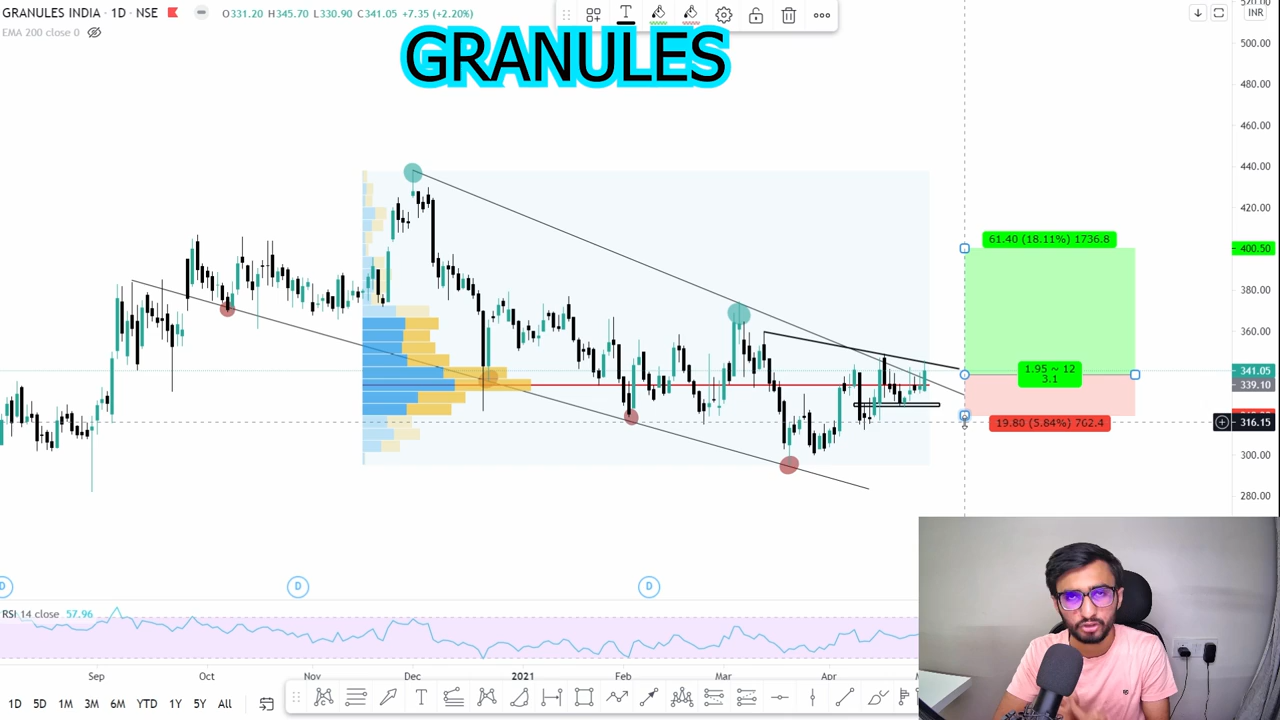 GRANULES INDIA · 1D · NSE
O331.20 H345.70 L330.90 C341.05 +7.35 (+2.20%)
EMA 200 close 0
GRANULES
INR
500.00
480.00
460.00
440.00
420.00
400.50
380.00
360.00
341.05
339.10
316.15
300.00
280.00
61.40 (18.11%) 1736.8
1.95 ~ 12
3.1
19.80 (5.84%) 702.4
D
D
D
RSI 14 close 57.96
Sep
Oct
Nov
Dec
2021
Feb
Mar
Apr
5D
1M
3M
6M
YTD
1Y
5Y
All
T
T